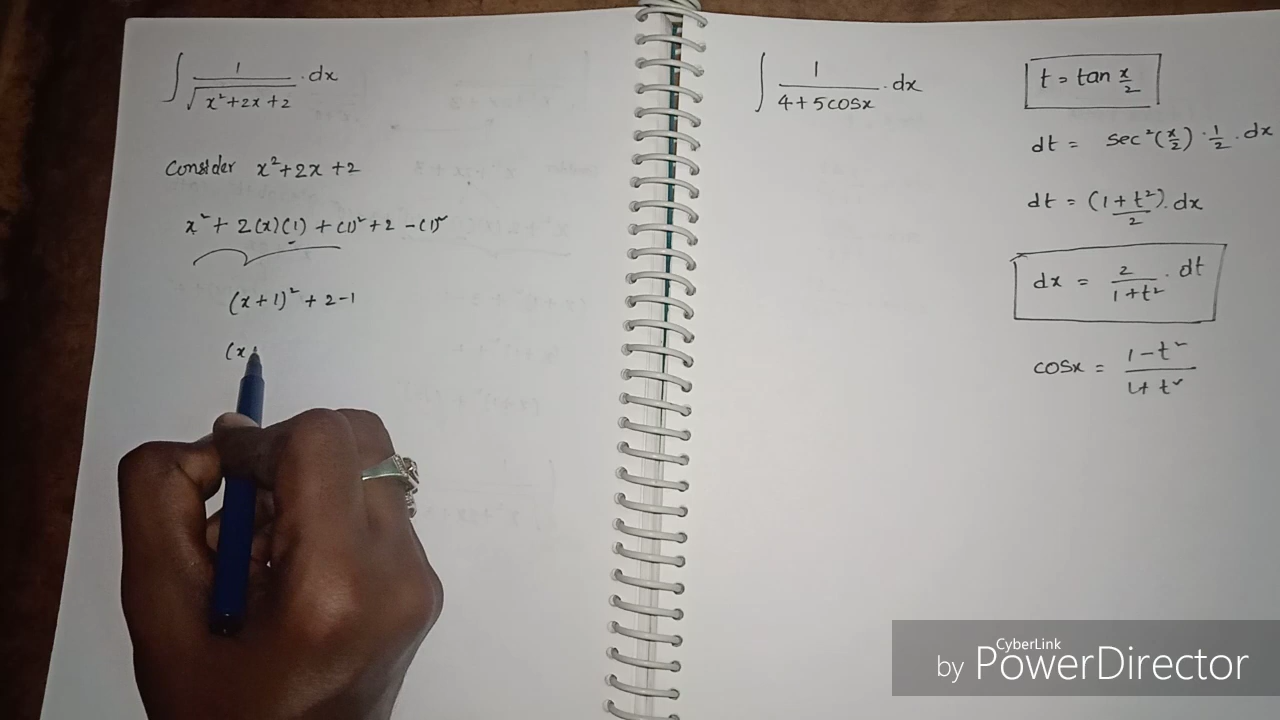 ∫ 1/√(x²+2x+2) · dx
Consider x²+2x+2
x² + 2(x)(1) + (1)² + 2 - (1)²
(x+1)² + 2-1
(x
∫ 1/(4+5cosx) · dx
t = tan x/2
dt = sec²(x/2) · 1/2 · dx
dt = (1+t²)/2 · dx
dx = 2/(1+t²) · dt
cosx = (1-t²)/(1+t²)
CyberLink
by PowerDirector